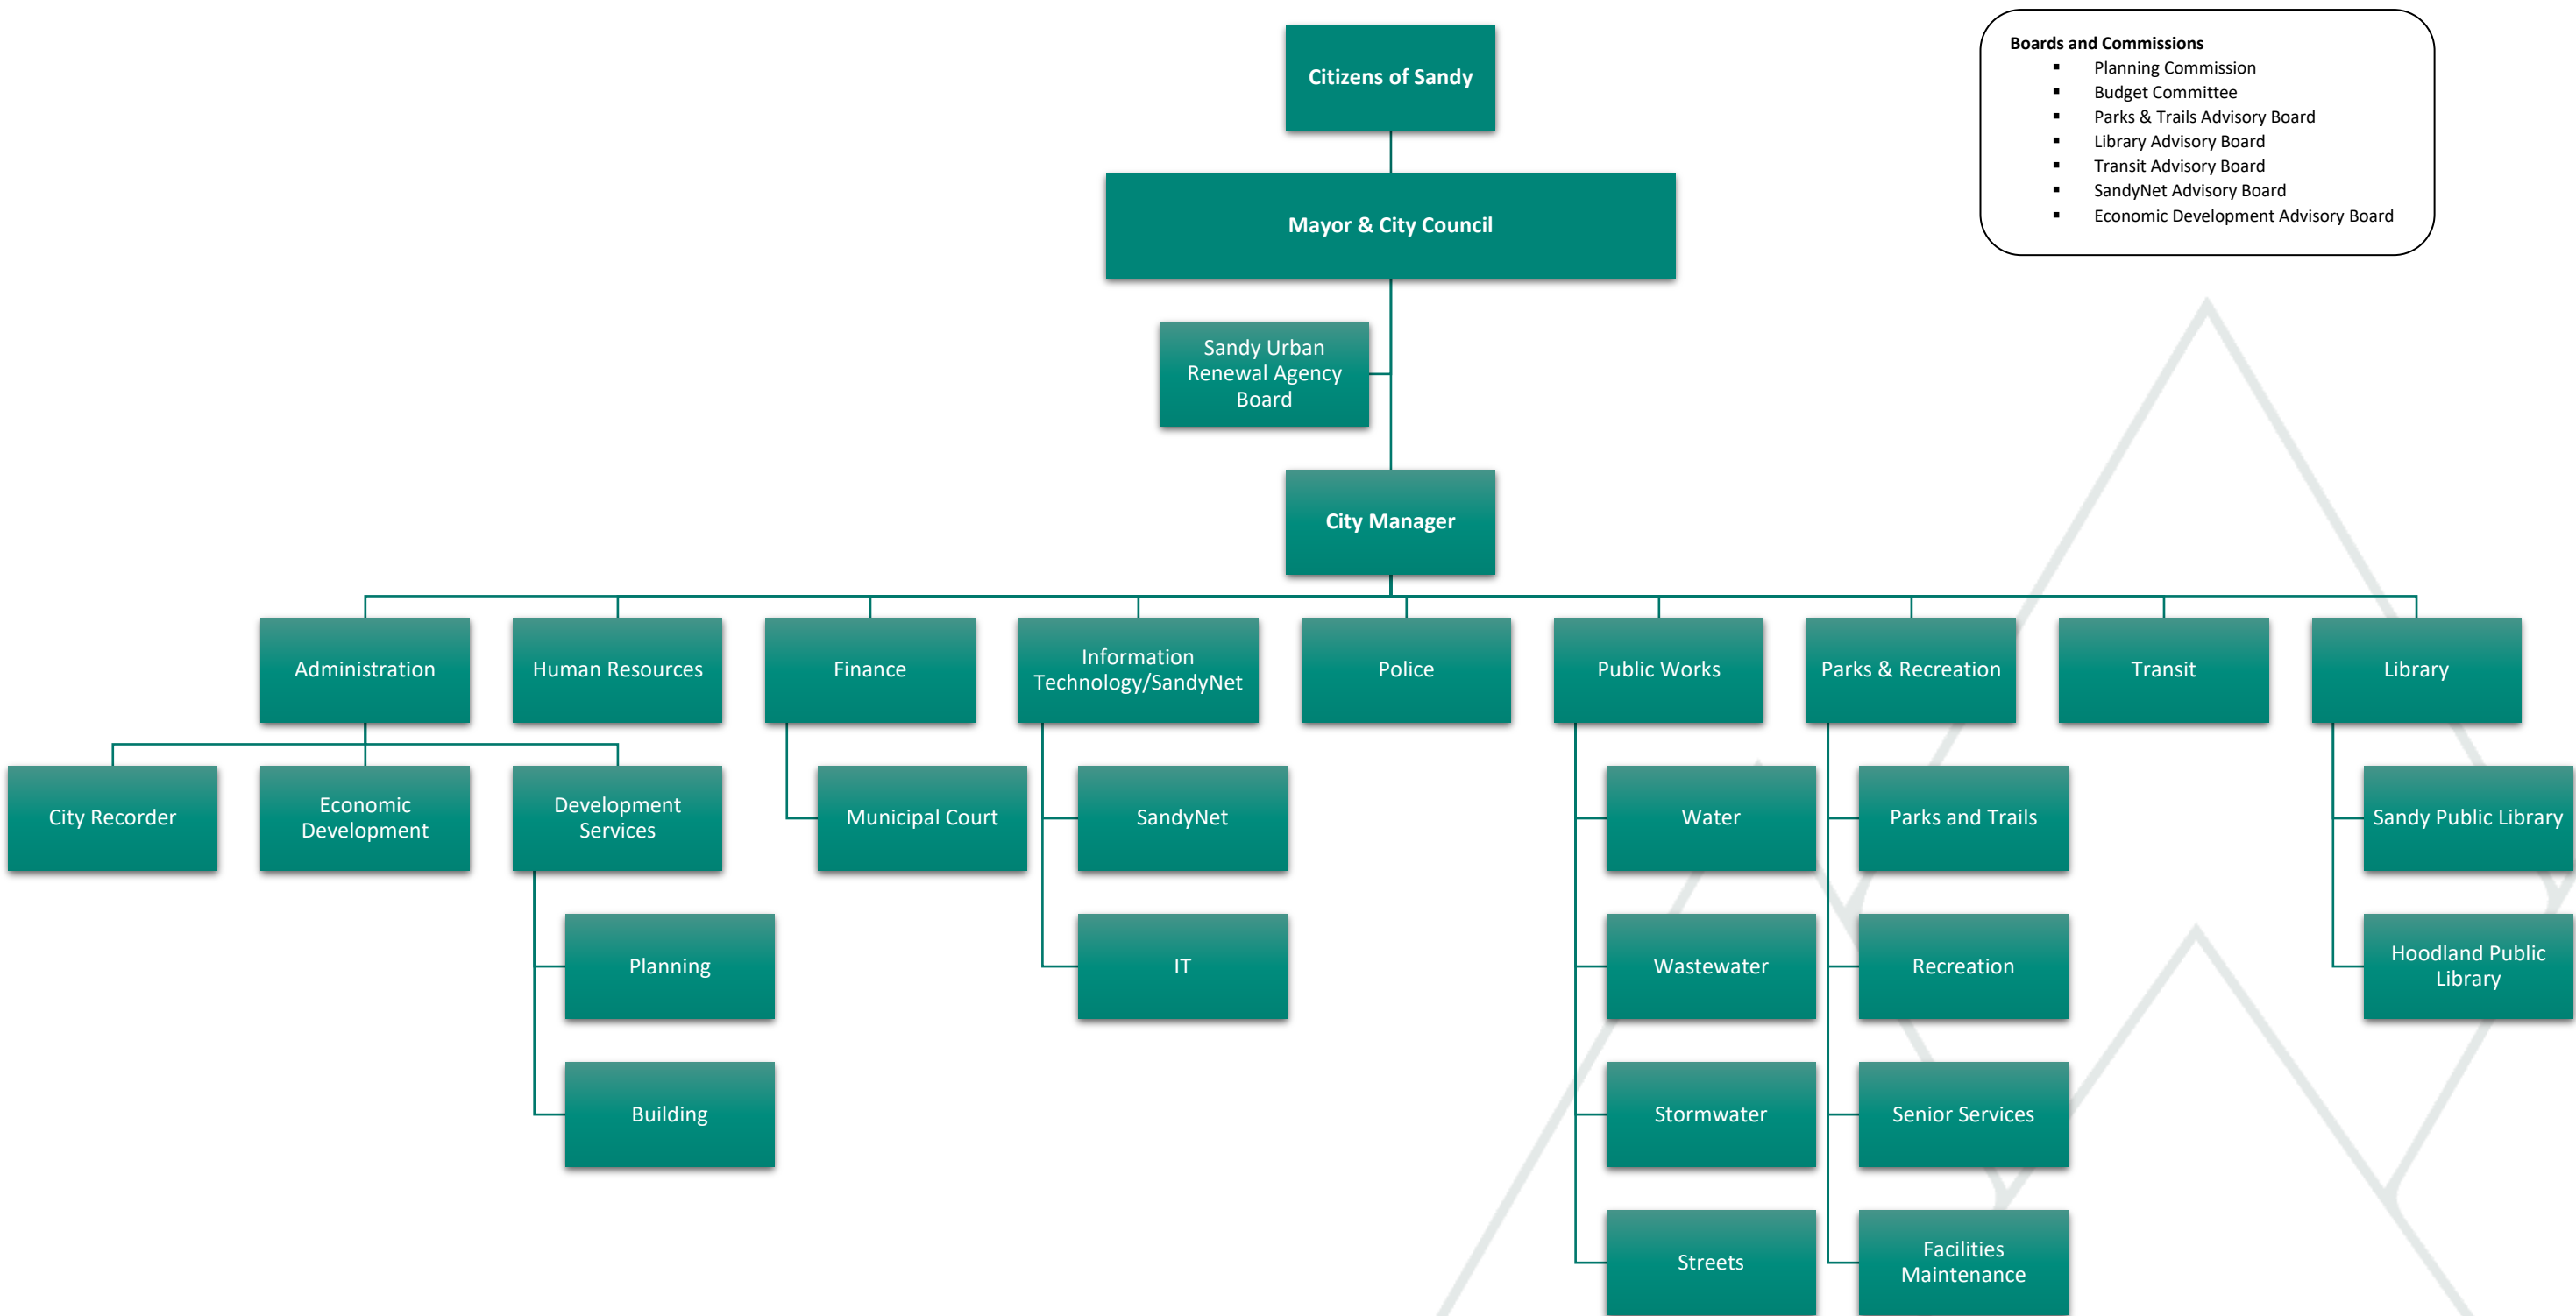 Citizens of Sandy
Boards and Commissions
▪ Planning Commission
▪ Budget Committee
▪ Parks & Trails Advisory Board
▪ Library Advisory Board
▪ Transit Advisory Board
▪ SandyNet Advisory Board
▪ Economic Development Advisory Board
Mayor & City Council
Sandy Urban
Renewal Agency
Board
City Manager
Administration
Human Resources
Finance
Information
Technology/SandyNet
Police
Public Works
Parks & Recreation
Transit
Library
City Recorder
Economic
Development
Development
Services
Municipal Court
SandyNet
Water
Parks and Trails
Sandy Public Library
Planning
IT
Wastewater
Recreation
Hoodland Public
Library
Building
Stormwater
Senior Services
Streets
Facilities
Maintenance